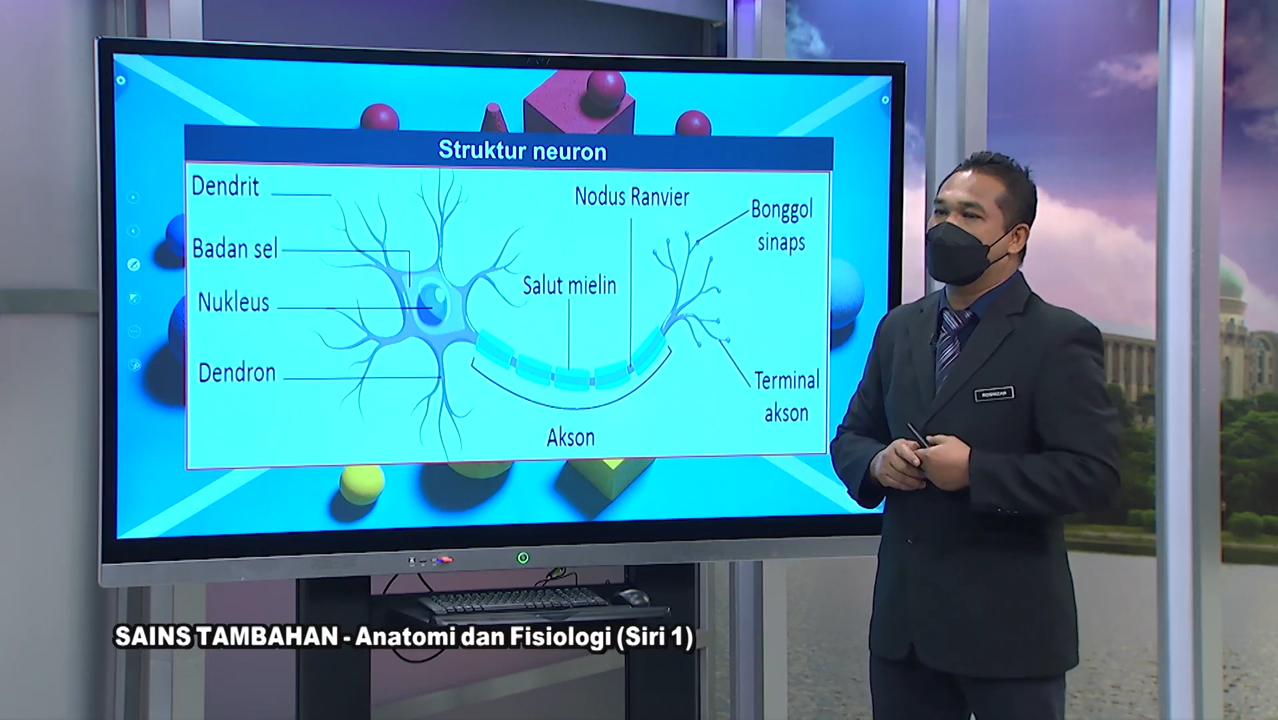 Struktur neuron
Dendrit
Badan sel
Nukleus
Dendron
Nodus Ranvier
Salut mielin
Akson
Bonggol
sinaps
Terminal
akson
ROSNIZAN
SAINS TAMBAHAN - Anatomi dan Fisiologi (Siri 1)